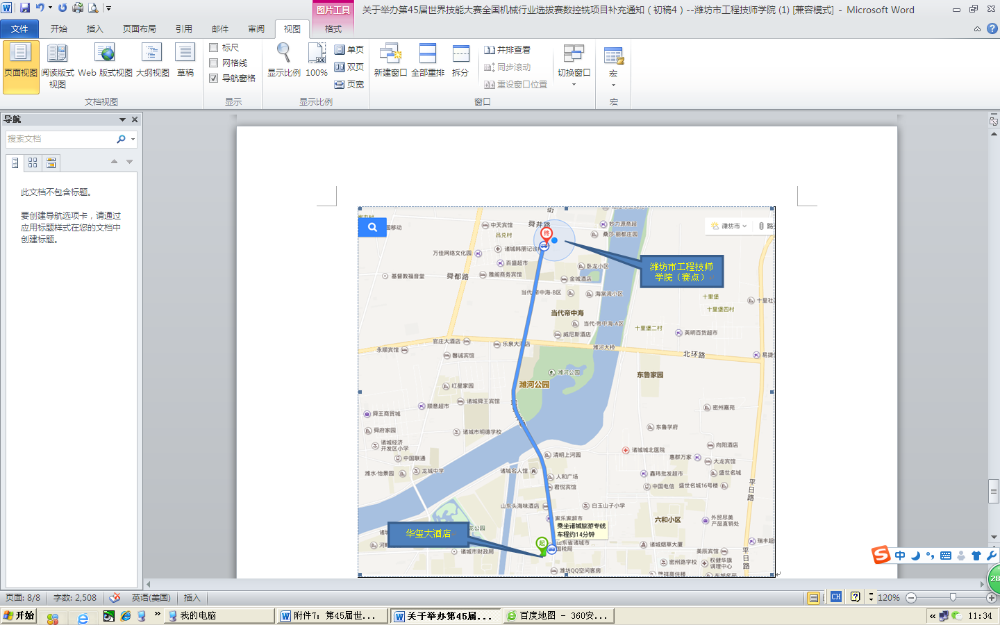 图片工具
关于举办第45届世界技能大赛全国机械行业选拔赛数控铣项目补充通知（初稿4）--潍坊市工程技师学院 (1) [兼容模式] - Microsoft Word
文件 开始 插入 页面布局 引用 邮件 审阅 视图 格式
页面视图 阅读版式视图 Web 版式视图 大纲视图 草稿
文档视图
标尺
网格线
导航窗格
显示
显示比例 100%
单页
双页
页宽
显示比例
新建窗口 全部重排 拆分
并排查看
同步滚动
重设窗口位置
切换窗口
窗口
宏
宏
导航
搜索文档
此文档不包含标题。
要创建导航选项卡，请通过
应用标题样式在您的文档中
创建标题。
街
国移动
中天宾馆
舜井路
妙力源商超
潍坊市
路
吕兑村
桑莎·丽都庄园
终
万佳网络文化园
诸城韩朋记诊所
百盛超市
卧龙小区
潍坊市工程技师
学院（赛点）
基督教福音堂
舜都路
雅阁商务宾馆
金城酒店
当代帝中海-B区
海棠湾小区
十里堡
十里社
十里堡四村
当代帝中海
当代·帝中海·A区
十里堡二村
威尼斯酒店
英明百货超市
官庄大酒店
乐泉大酒店
永顺宾馆
潍河大桥
北环路
易捷
馨诚宾馆
潍河公园
东鲁家园
红星家园
潍河公园
顺意超市
诸城舜王宾馆
密州嘉苑
舜王商贸城
舜府家园
诸城市明德学校
东鲁学府
诸城经济
开发区小学
向阳酒店
诸城城北医院
中国联通
清明上河园
惠群万家
大龙宾馆
潍水·怡景园
龙城中学
诸城名人馆
人和广场
鑫玮批发超市
盛世名城
君悦宾馆
中国电信
盛世名城16号楼
平日路
山东头海味酒店
白玉山子小学
家乐家超市
六和小区
外贸尽美
产品直销处
乘坐诸城旅游专线
车程约14分钟
龙公园
华玺大酒店
起
山东省诸城市
国税局
诸城烟草大厦
瑞丰超
诸城市财政局
美辰宾馆
平日路
密州路学校
权健华旗
调理中心
潍坊QQ空间客房
页面: 8/8 字数: 2,508 英语(美国) 插入
中
CH
120%
28
开始
我的电脑
附件7: 第45届世...
关于举办第45届...
百度地图 - 360安...
11:34